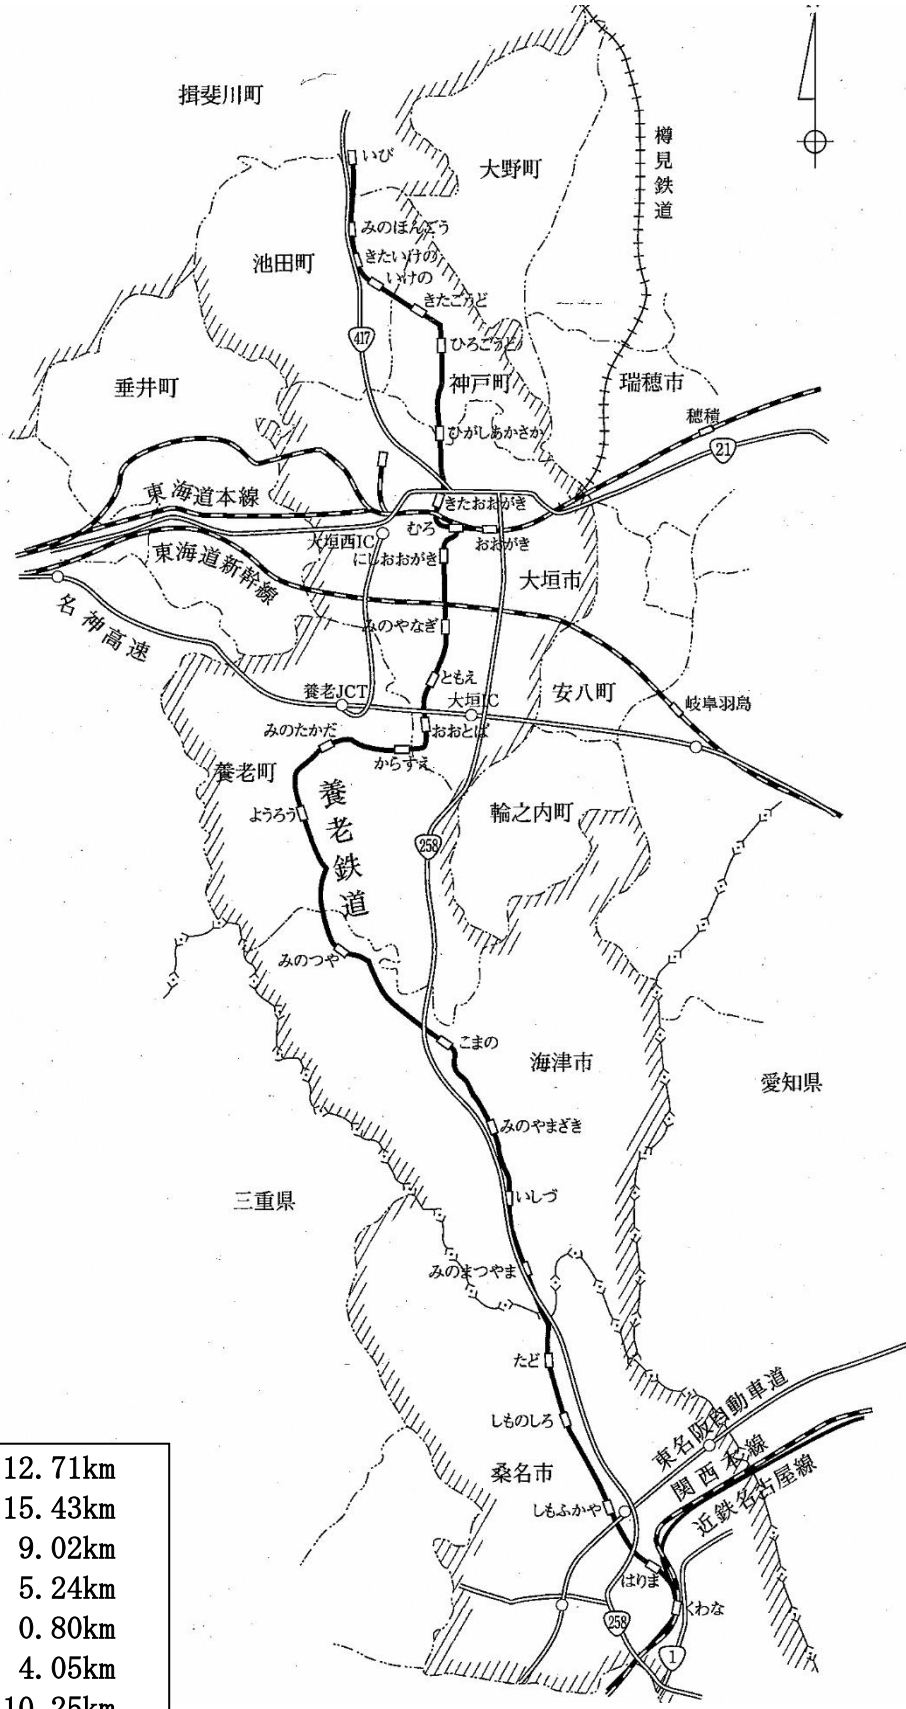 揖斐川町
樽見鉄道
大野町
いび
みのほんごう
池田町
きたいけの
いけの
きたごうど
417
ひろごうど
神戸町
瑞穂市
垂井町
穂積
ひがしあかさか
21
東海道本線
きたおおがき
むろ
おおがき
大垣西IC
にしおおがき
東海道新幹線
大垣市
名神高速
みのやなぎ
ともえ
養老JCT
大垣IC
安八町
岐阜羽島
みのたかだ
おおとば
からすえ
養老町
ようろう
養老鉄道
輪之内町
258
みのつや
こまの
海津市
愛知県
みのやまざき
三重県
いしづ
みのまつやま
たど
しものしろ
東名阪自動車道
関西本線
近鉄名古屋線
桑名市
しもふかや
はりま
くわな
258
1
12.71km
15.43km
9.02km
5.24km
0.80km
4.05km
10.25km